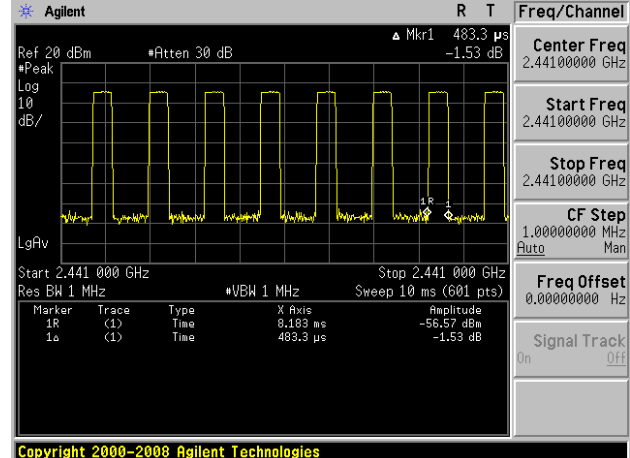 Agilent R T Freq/Channel
Δ Mkr1 483.3 µs
Ref 20 dBm #Atten 30 dB -1.53 dB
#Peak
Log
10
dB/
1R 1
LgAv
Start 2.441 000 GHz Stop 2.441 000 GHz
Res BW 1 MHz #VBW 1 MHz Sweep 10 ms (601 pts)
Marker Trace Type X Axis Amplitude
1R (1) Time 8.183 ms -56.57 dBm
1Δ (1) Time 483.3 µs -1.53 dB
Center Freq
2.44100000 GHz
Start Freq
2.44100000 GHz
Stop Freq
2.44100000 GHz
CF Step
1.00000000 MHz
Auto Man
Freq Offset
0.00000000 Hz
Signal Track
On Off
Copyright 2000-2008 Agilent Technologies